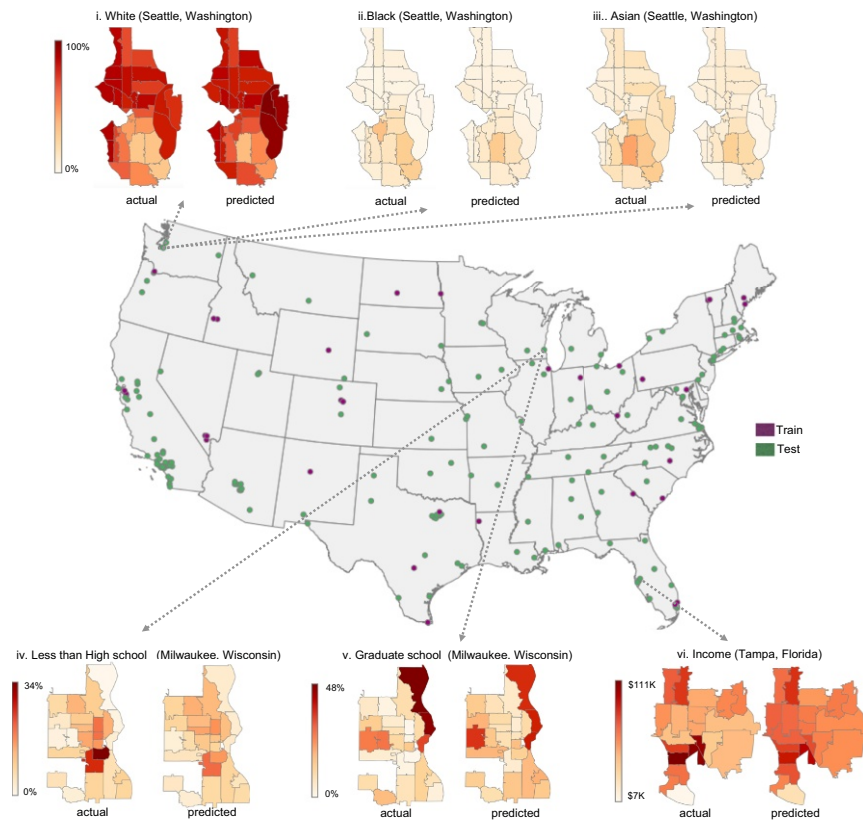 i. White (Seattle, Washington)
ii.Black (Seattle, Washington)
iii.. Asian (Seattle, Washington)
100%
0%
actual
predicted
actual
predicted
actual
predicted
Train
Test
iv. Less than High school (Milwaukee. Wisconsin)
v. Graduate school (Milwaukee. Wisconsin)
vi. Income (Tampa, Florida)
34%
0%
actual
predicted
48%
0%
actual
predicted
$111K
$7K
actual
predicted